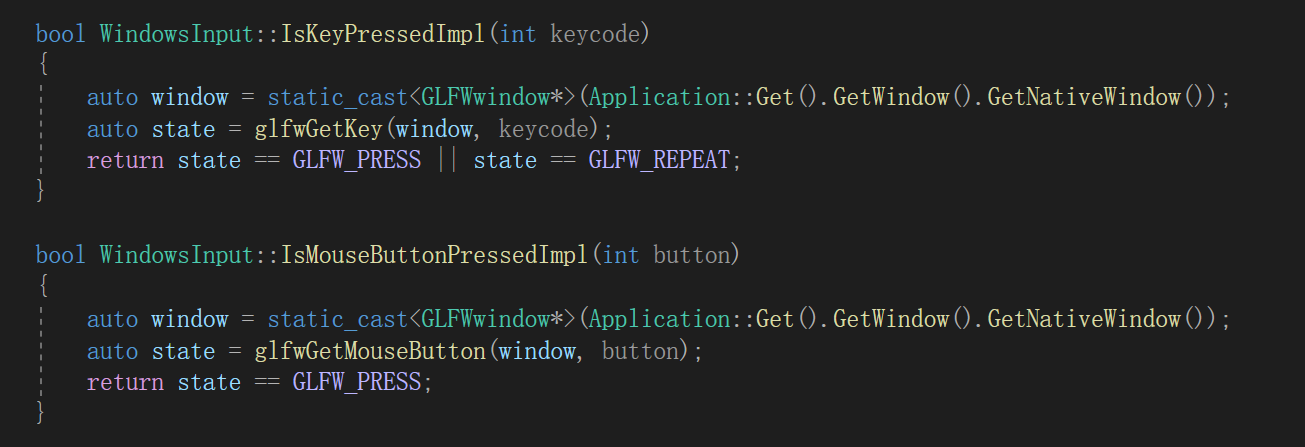 bool WindowsInput::IsKeyPressedImpl(int keycode)
{
    auto window = static_cast<GLFWwindow*>(Application::Get().GetWindow().GetNativeWindow());
    auto state = glfwGetKey(window, keycode);
    return state == GLFW_PRESS || state == GLFW_REPEAT;
}

bool WindowsInput::IsMouseButtonPressedImpl(int button)
{
    auto window = static_cast<GLFWwindow*>(Application::Get().GetWindow().GetNativeWindow());
    auto state = glfwGetMouseButton(window, button);
    return state == GLFW_PRESS;
}